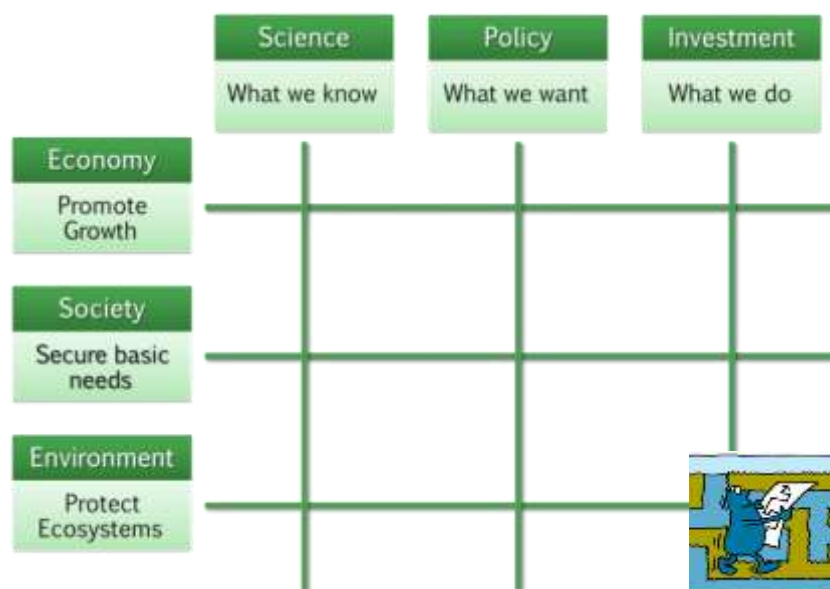 Science
Policy
Investment
What we know
What we want
What we do
Economy
Promote
Growth
Society
Secure basic
needs
Environment
Protect
Ecosystems